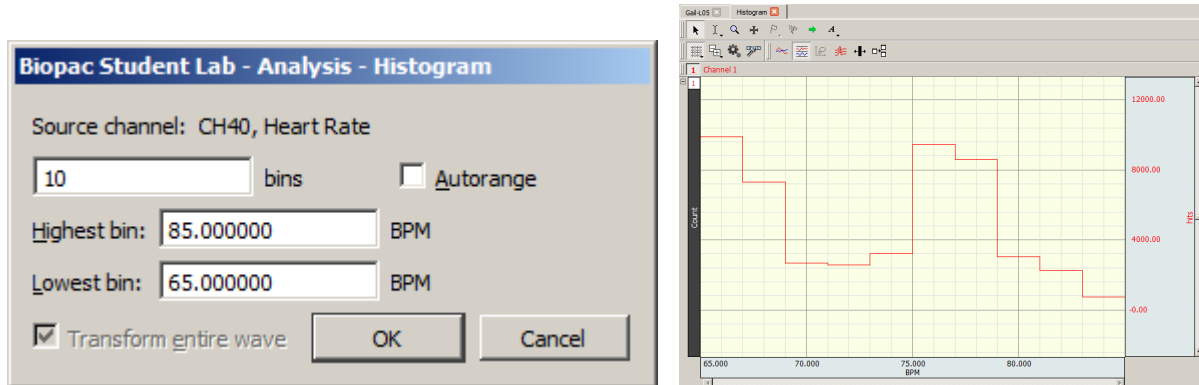 Biopac Student Lab - Analysis - Histogram
Source channel: CH40, Heart Rate
10 bins Autorange
Highest bin: 85.000000 BPM
Lowest bin: 65.000000 BPM
Transform entire wave OK Cancel
Gail-L05 Histogram
1 Channel 1
1
12000.00
8000.00
4000.00
-0.00
Count
hits
65.000 70.000 75.000 80.000
BPM